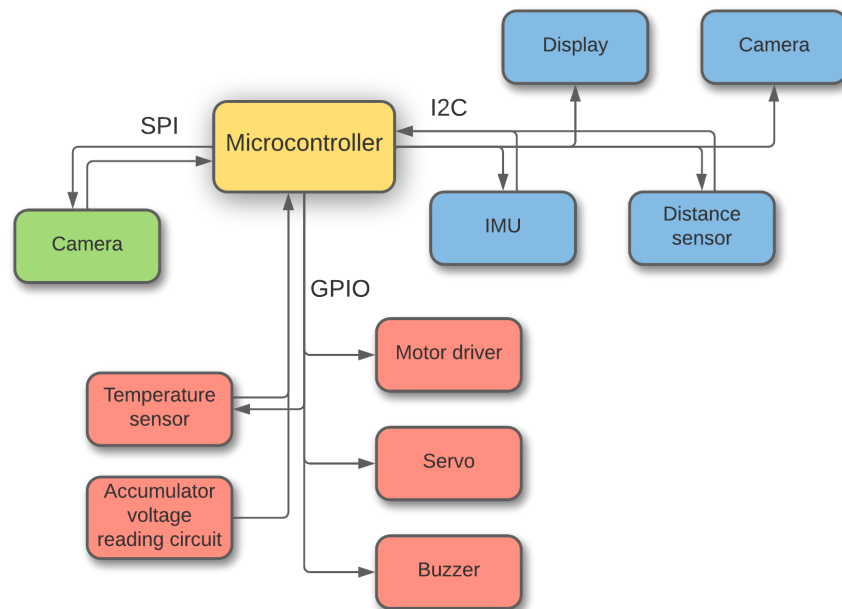 Display
Camera
I2C
SPI
Microcontroller
Camera
IMU
Distance
sensor
GPIO
Motor driver
Temperature
sensor
Servo
Accumulator
voltage
reading circuit
Buzzer